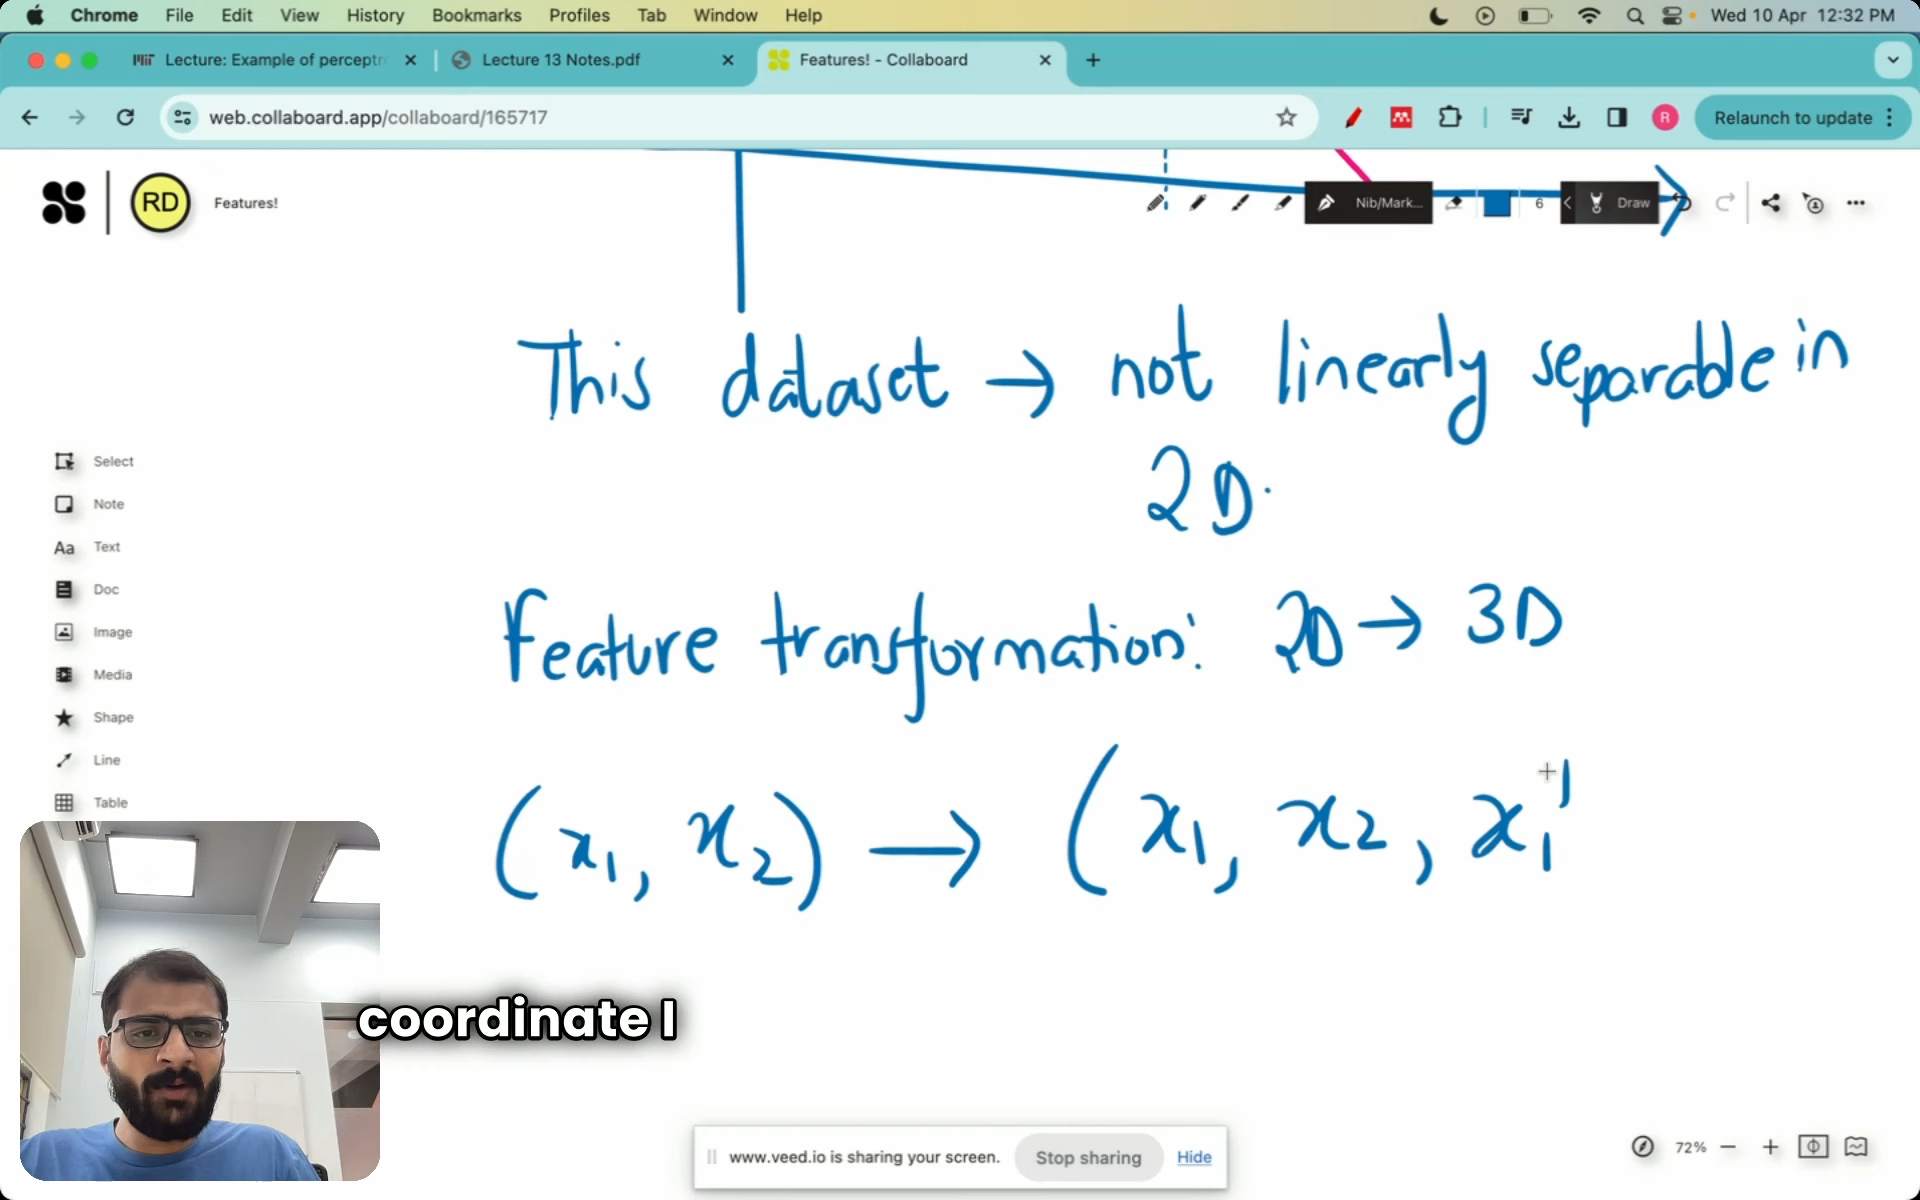 Chrome File Edit View History Bookmarks Profiles Tab Window Help Wed 10 Apr 12:32 PM
Lecture: Example of perceptr Lecture 13 Notes.pdf Features! - Collaboard
web.collaboard.app/collaboard/165717 R Relaunch to update
RD Features! Nib/Mark... 6 Draw
This dataset → not linearly separable in
2D.
Feature transformation: 2D → 3D
(x₁, x₂) → (x₁, x₂, x₁'
Select
Note
Aa Text
Doc
Image
Media
Shape
Line
Table
coordinate I
www.veed.io is sharing your screen. Stop sharing Hide
72%